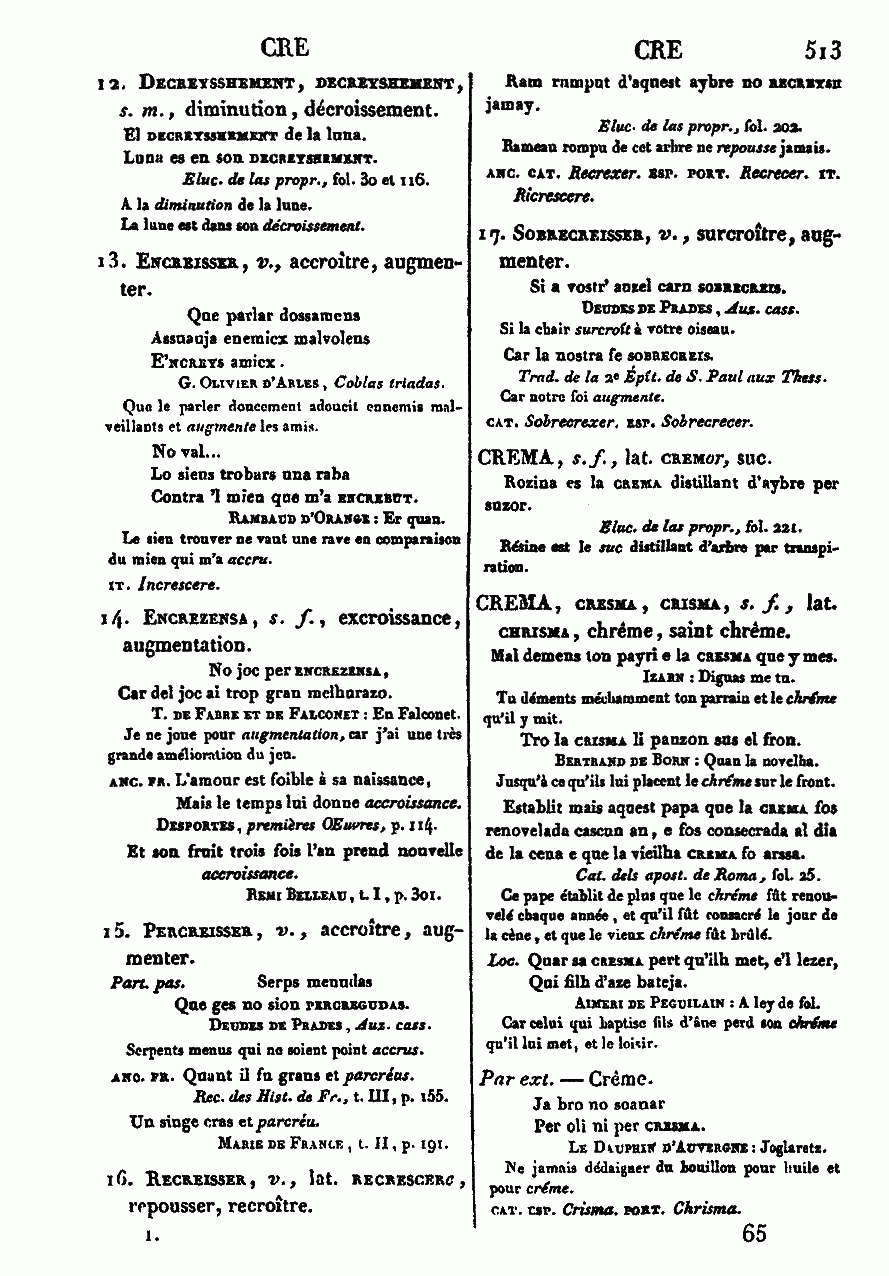 CRE
CRE 513
12. DECREYSSHEMENT, DECREYSHEMENT,
s. m., diminution, décroissement.
El DECREYSSHEMENT de la luna.
Luna es en son DECREYSHEMENT.
Eluc. de las propr., fol. 30 et 116.
A la diminution de la lune.
La lune est dans son décroissement.
13. ENCREISSER, v., accroître, augmen-
ter.
Que parlar dossamens
Assuauja enemicx malvolens
E'NCREYS amicx.
G. OLIVIER D'ARLES, Coblas triadas.
Que le parler doucement adoucit ennemis mal-
veillants et augmente les amis.
No val...
Lo sieus trobars una raba
Contra 'l mieu que m'a ENCREBUT.
RAMBAUD D'ORANGE : Er quan.
Le sien trouver ne vaut une rave en comparaison
du mien qui m'a accru.
IT. Increscere.
14. ENCREZENSA, s. f., excroissance,
augmentation.
No joc per ENCREZENSA,
Car del joc ai trop gran melhurazo.
T. DE FABRE ET DE FALCONET : En Falconet.
Je ne joue pour augmentation, car j'ai une très
grande amélioration du jeu.
ANC. FR. L'amour est foible à sa naissance,
Mais le temps lui donne accroissance.
DESPORTES, premières OEuvres, p. 114.
Et son fruit trois fois l'an prend nouvelle
accroissance.
REMI BELLEAU, t. I, p. 301.
15. PERCREISSER, v., accroître, aug-
menter.
Part. pas. Serps menudas
Que ges no sion PERCREGUDAS.
DEUDES DE PRADES, Auz. cass.
Serpents menus qui ne soient point accrus.
ANC. FR. Quant il fu grans et parcréus.
Rec. des Hist. de Fr., t. III, p. 155.
Un singe cras et parcréu.
MARIE DE FRANCE, t. II, p. 191.
16. RECREISSER, v., lat. RECRESCERE,
repousser, recroître.
I.
Ram rumput d'aquest aybre no RECREYSH
jamay.
Eluc. de las propr., fol. 202.
Rameau rompu de cet arbre ne repousse jamais.
ANC. CAT. Recrexer. ESP. PORT. Recrecer. IT.
Ricrescere.
17. SOBRECREISSER, v., surcroître, aug-
menter.
Si a vostr' auzel carn SOBRECREIS.
DEUDES DE PRADES, Auz. cass.
Si la chair surcroît à votre oiseau.
Car la nostra fe SOBRECREIS.
Trad. de la 2e Épît. de S. Paul aux Thess.
Car notre foi augmente.
CAT. Sobrecrexer. ESP. Sobrecrecer.
CREMA, s. f., lat. CREMor, suc.
Rozina es la CREMA distillant d'aybre per
suzor.
Eluc. de las propr., fol. 221.
Résine est le suc distillant d'arbre par transpi-
ration.
CREMA, CRESMA, CRISMA, s. f., lat.
CHRISMA, chrême, saint chrême.
Mal demens ton payri e la CRESMA que y mes.
IZARN : Diguas me tu.
Tu déments méchamment ton parrain et le chrême
qu'il y mit.
Tro la CRISMA li pauzon sus el fron.
BERTRAND DE BORN : Quan la novelha.
Jusqu'à ce qu'ils lui placent le chrême sur le front.
Establit mais aquest papa que la CREMA fos
renovelada cascun an, e fos consecrada al dia
de la cena e que la vieilha CREMA fo arssa.
Cat. dels apost. de Roma, fol. 25.
Ce pape établit de plus que le chrême fût renou-
velé chaque année, et qu'il fût consacré le jour de
la cène, et que le vieux chrême fût brûlé.
Loc. Quar sa CRESMA pert qu'ilh met, e'l lezer,
Qui filh d'aze bateja.
AIMERI DE PEGUILAIN : A ley de fol.
Car celui qui baptise fils d'âne perd son chrême
qu'il lui met, et le loisir.
Par ext. — Crême.
Ja bro no soanar
Per oli ni per CRESMA.
LE DAUPHIN D'AUVERGNE : Joglaretz.
Ne jamais dédaigner du bouillon pour huile et
pour crême.
CAT. ESP. Crisma. PORT. Chrisma.
65